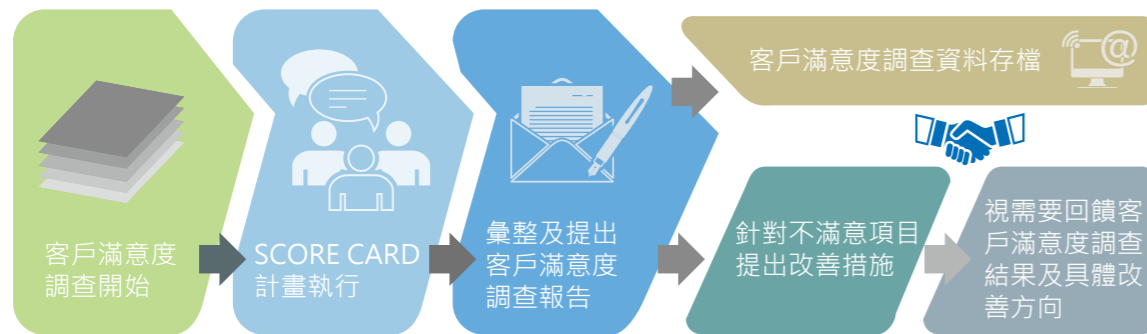 客戶滿意度
調查開始
SCORE CARD
計畫執行
彙整及提出
客戶滿意度
調查報告
客戶滿意度調查資料存檔
@
針對不滿意項目
提出改善措施
視需要回饋客
戶滿意度調查
結果及具體改
善方向